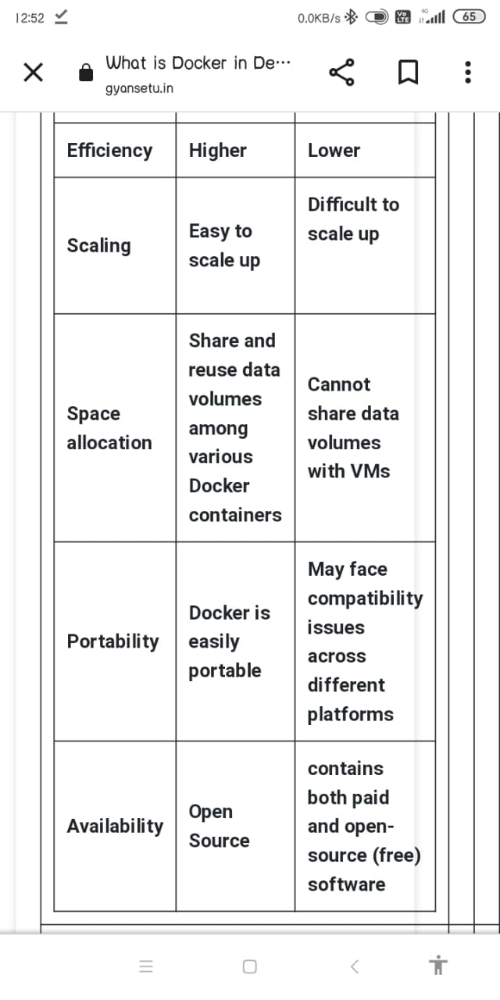 12:52
0.0KB/s Vo LTE 4G 65
What is Docker in De...
gyansetu.in
Efficiency
Higher
Lower
Scaling
Easy to
scale up
Difficult to
scale up
Space
allocation
Share and
reuse data
volumes
among
various
Docker
containers
Cannot
share data
volumes
with VMs
Portability
Docker is
easily
portable
May face
compatibility
issues
across
different
platforms
Availability
Open
Source
contains
both paid
and open-
source (free)
software